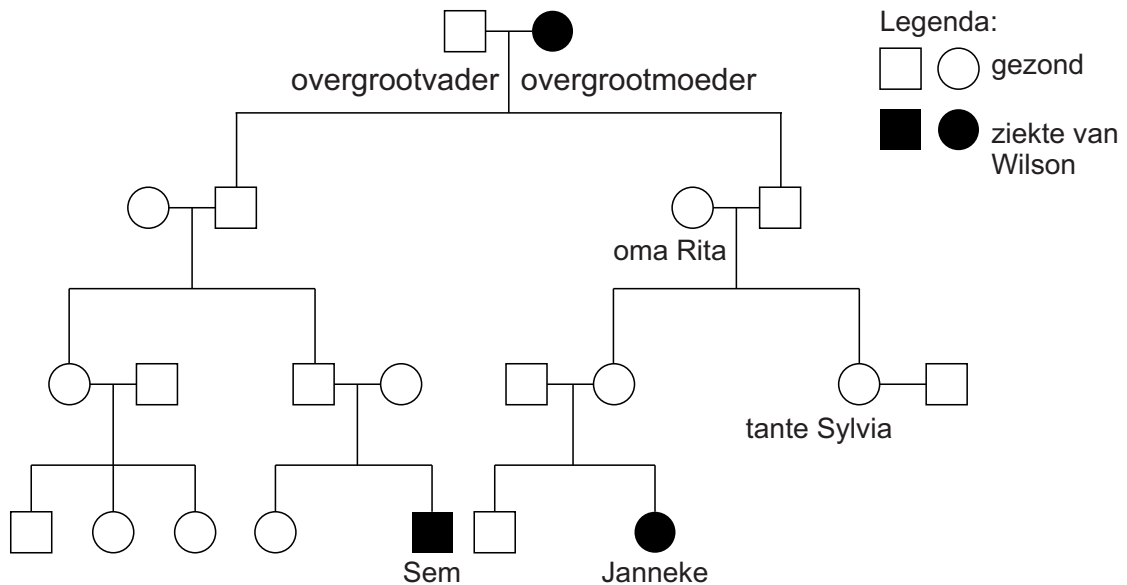 Legenda:
gezond
overgrootvader overgrootmoeder
ziekte van
Wilson
oma Rita
tante Sylvia
Sem
Janneke